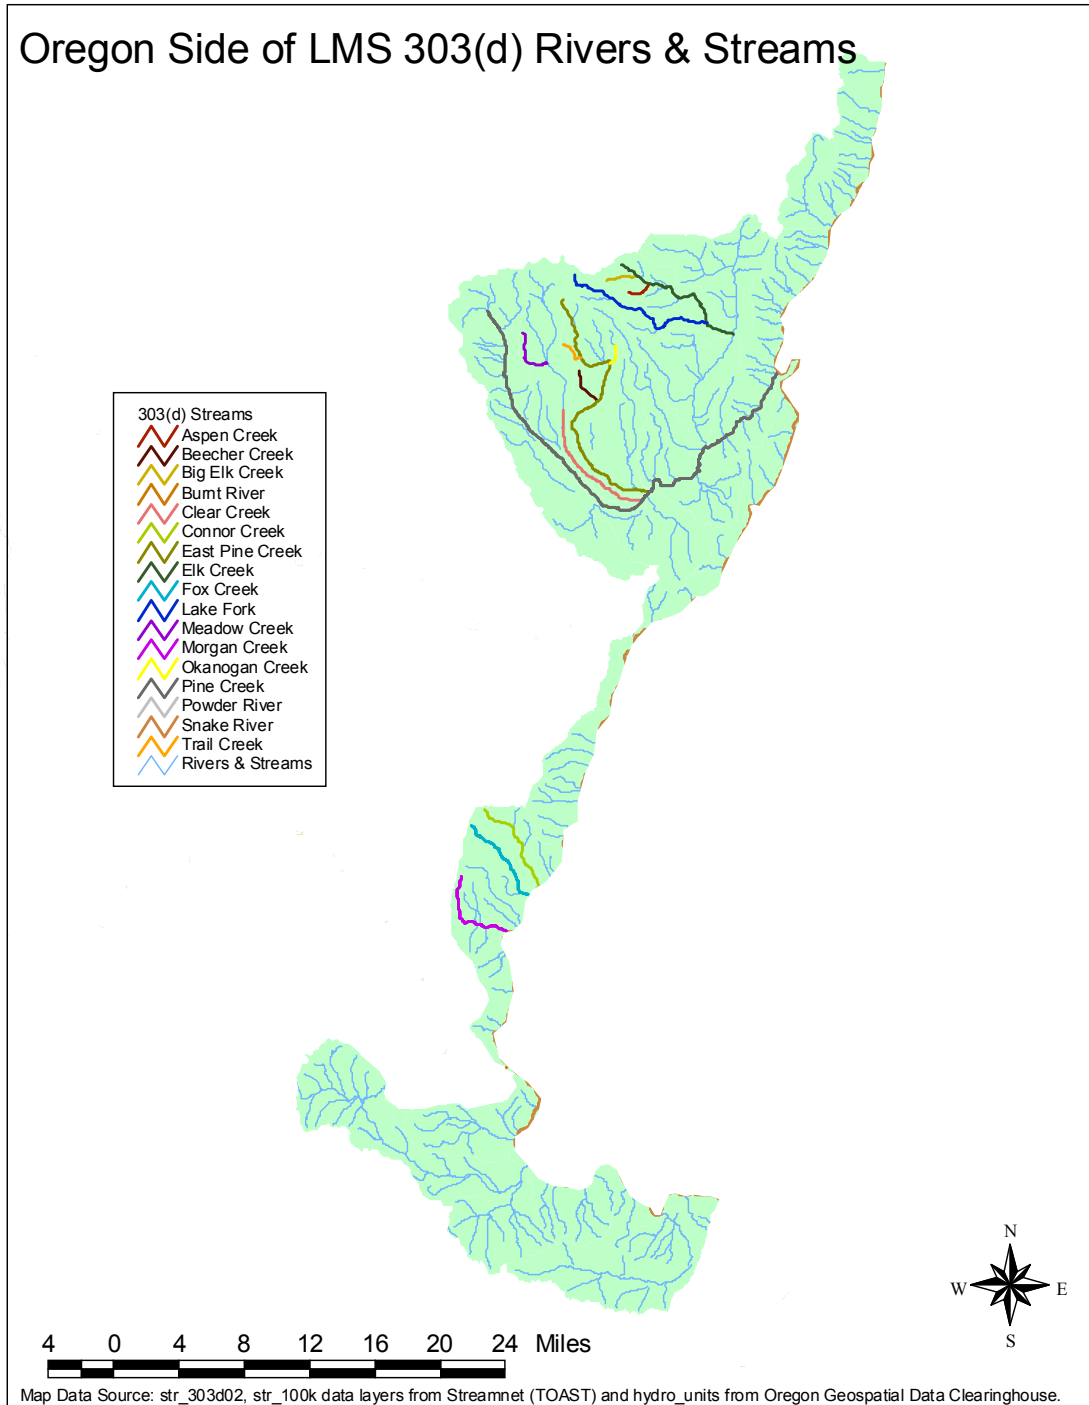 Oregon Side of LMS 303(d) Rivers & Streams
303(d) Streams
Aspen Creek
Beecher Creek
Big Elk Creek
Burnt River
Clear Creek
Connor Creek
East Pine Creek
Elk Creek
Fox Creek
Lake Fork
Meadow Creek
Morgan Creek
Okanogan Creek
Pine Creek
Powder River
Snake River
Trail Creek
Rivers & Streams
N
W E
S
4 0 4 8 12 16 20 24 Miles
Map Data Source: str_303d02, str_100k data layers from Streamnet (TOAST) and hydro_units from Oregon Geospatial Data Clearinghouse.